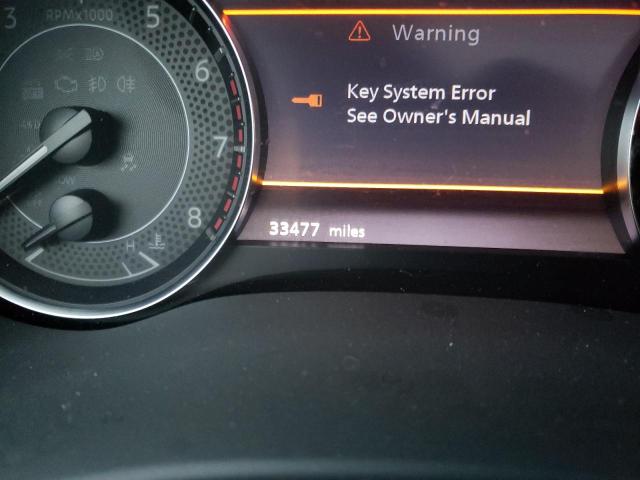 RPMx1000
3
5
Warning
6
Key System Error
See Owner's Manual
7
8
33477 miles
H